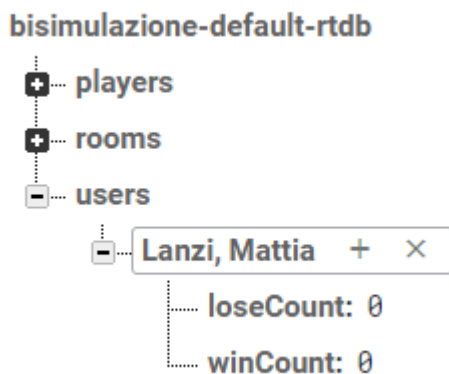 bisimulazione-default-rtdb
players
rooms
users
Lanzi, Mattia + ×
loseCount: 0
winCount: 0